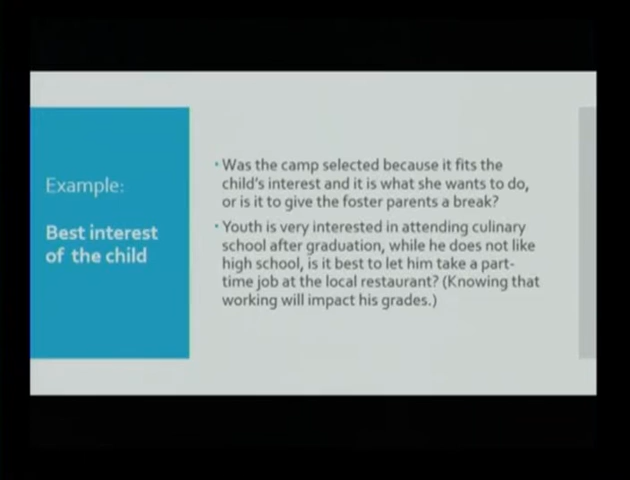 Example:
Best interest
of the child
• Was the camp selected because it fits the
child's interest and it is what she wants to do,
or is it to give the foster parents a break?
• Youth is very interested in attending culinary
school after graduation, while he does not like
high school, is it best to let him take a part-
time job at the local restaurant? (Knowing that
working will impact his grades.)